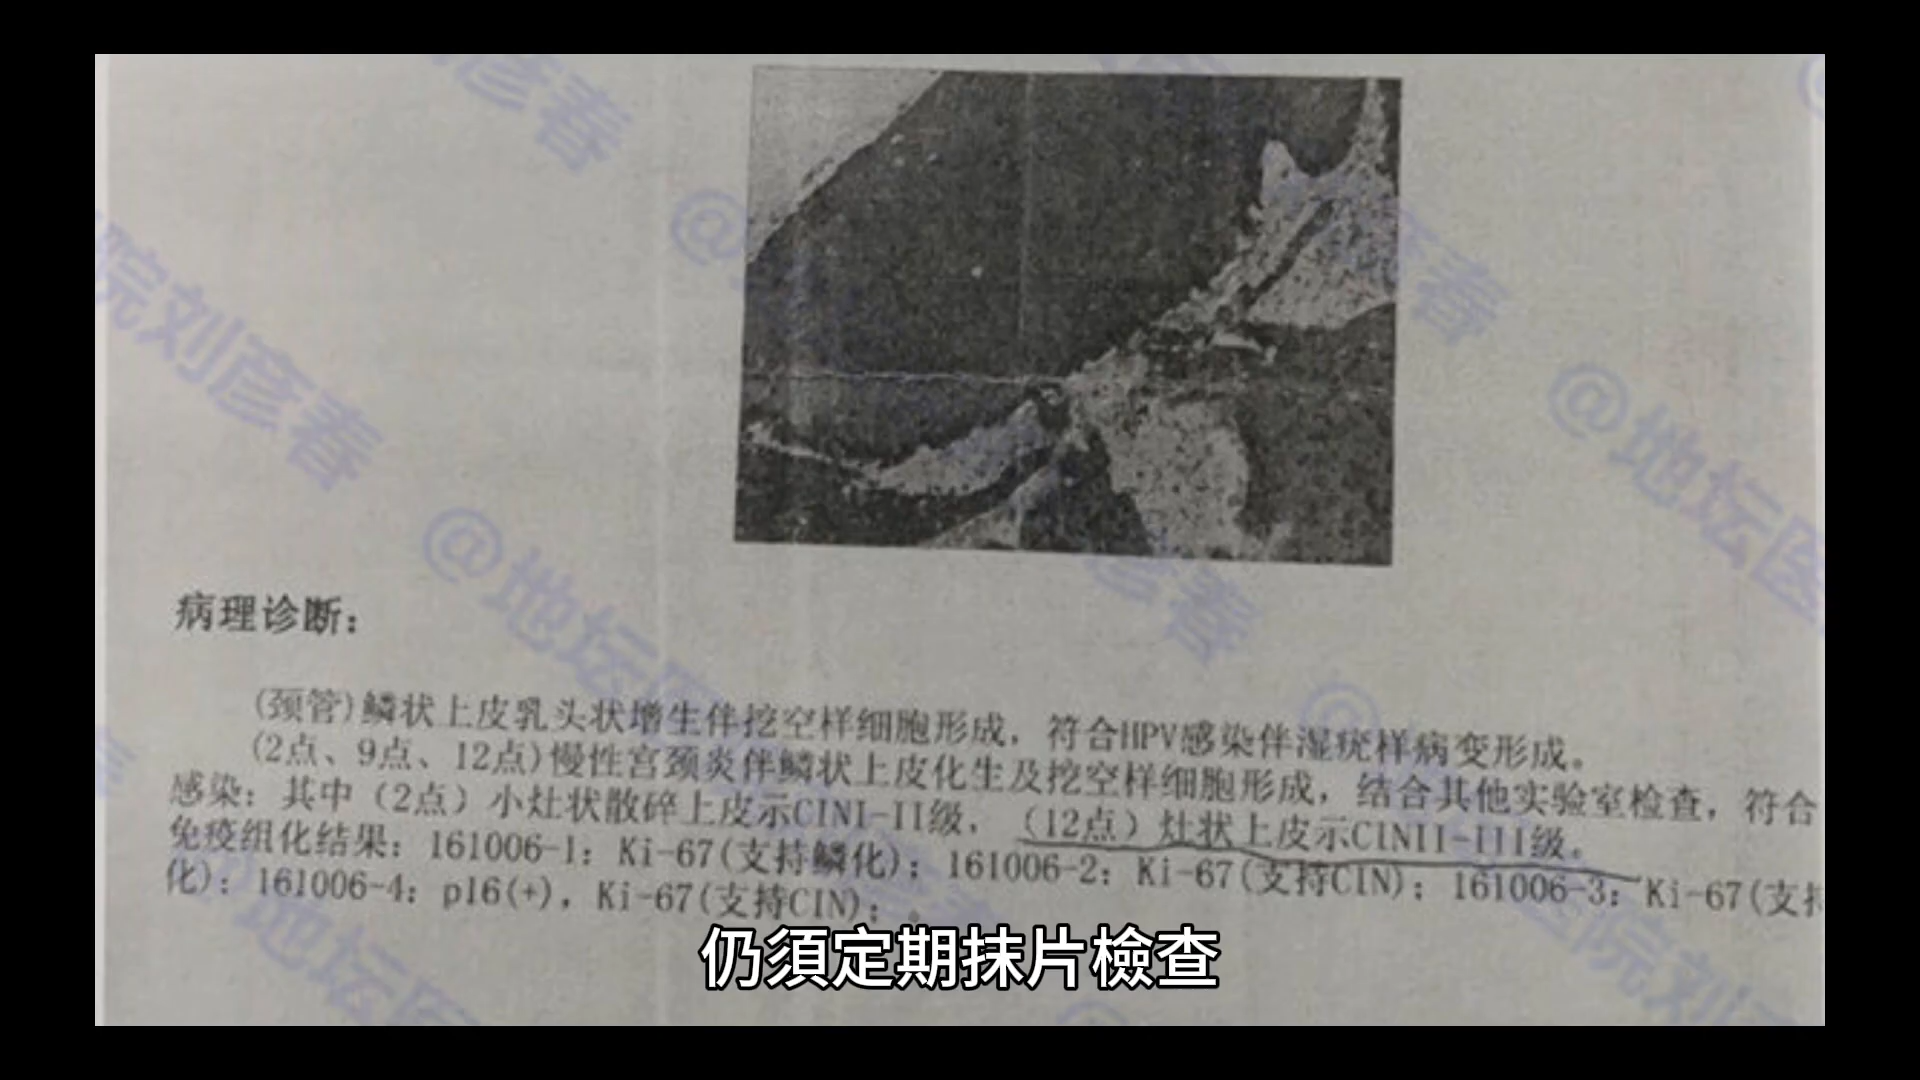 病理诊断：
(颈管)鳞状上皮乳头状增生伴挖空样细胞形成，符合HPV感染伴湿疣样病变形成。
(2点、9点、12点)慢性宫颈炎伴鳞状上皮化生及挖空样细胞形成，结合其他实验室检查，符合
感染；其中（2点）小灶状散碎上皮示CINI-II级，（12点）灶状上皮示CINII-III级。
免疫组化结果：161006-1：Ki-67(支持鳞化)；161006-2：Ki-67(支持CIN)；161006-3：Ki-67(支持
化)；161006-4：p16(+)，Ki-67(支持CIN)；。
仍須定期抹片檢查
@地坛医院刘彦春